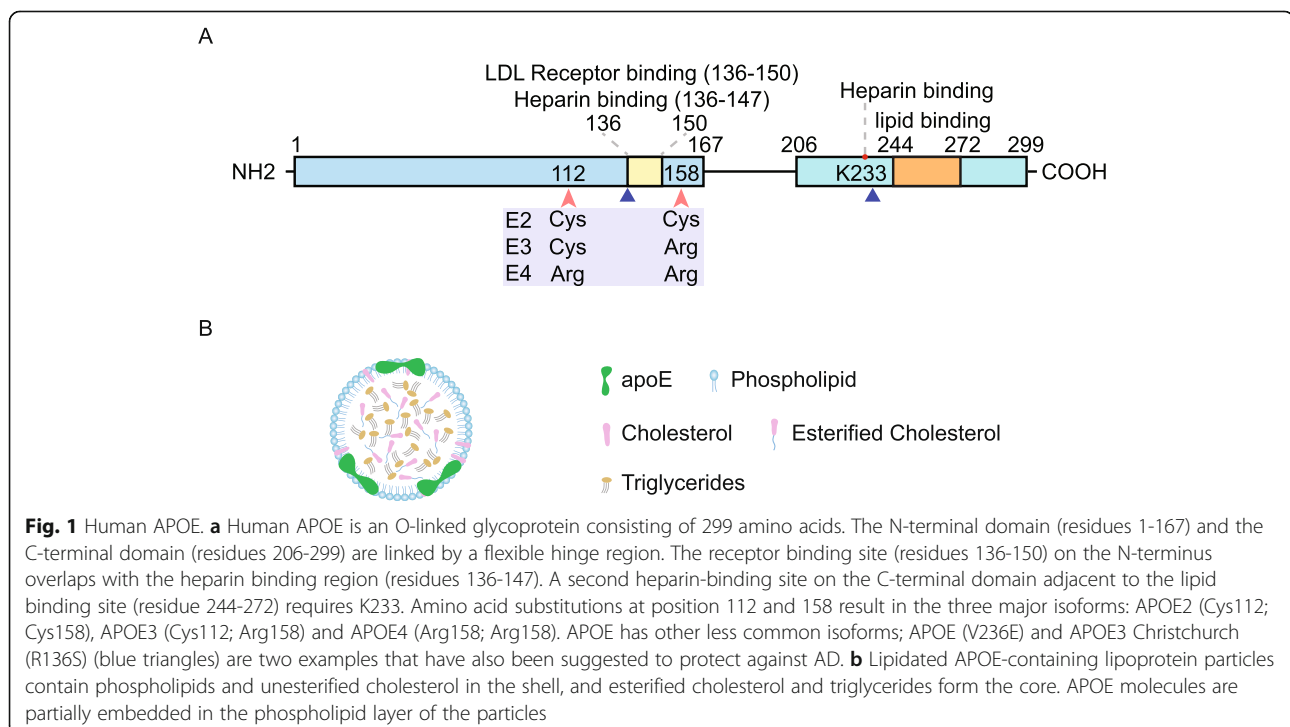 A
LDL Receptor binding (136-150)
Heparin binding (136-147)
Heparin binding
lipid binding
136
150
1
167
206
244
272
299
NH2
112
158
K233
COOH
E2 Cys Cys
E3 Cys Arg
E4 Arg Arg
B
apoE Phospholipid
Cholesterol Esterified Cholesterol
Triglycerides
Fig. 1 Human APOE. a Human APOE is an O-linked glycoprotein consisting of 299 amino acids. The N-terminal domain (residues 1-167) and the
C-terminal domain (residues 206-299) are linked by a flexible hinge region. The receptor binding site (residues 136-150) on the N-terminus
overlaps with the heparin binding region (residues 136-147). A second heparin-binding site on the C-terminal domain adjacent to the lipid
binding site (residue 244-272) requires K233. Amino acid substitutions at position 112 and 158 result in the three major isoforms: APOE2 (Cys112;
Cys158), APOE3 (Cys112; Arg158) and APOE4 (Arg158; Arg158). APOE has other less common isoforms; APOE (V236E) and APOE3 Christchurch
(R136S) (blue triangles) are two examples that have also been suggested to protect against AD. b Lipidated APOE-containing lipoprotein particles
contain phospholipids and unesterified cholesterol in the shell, and esterified cholesterol and triglycerides form the core. APOE molecules are
partially embedded in the phospholipid layer of the particles